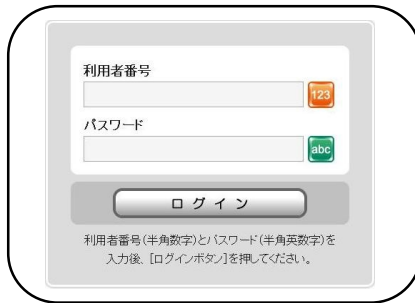 利用者番号
123
パスワード
abc
ログイン
利用者番号(半角数字)とパスワード(半角英数字)を
入力後、[ログインボタン]を押してください。